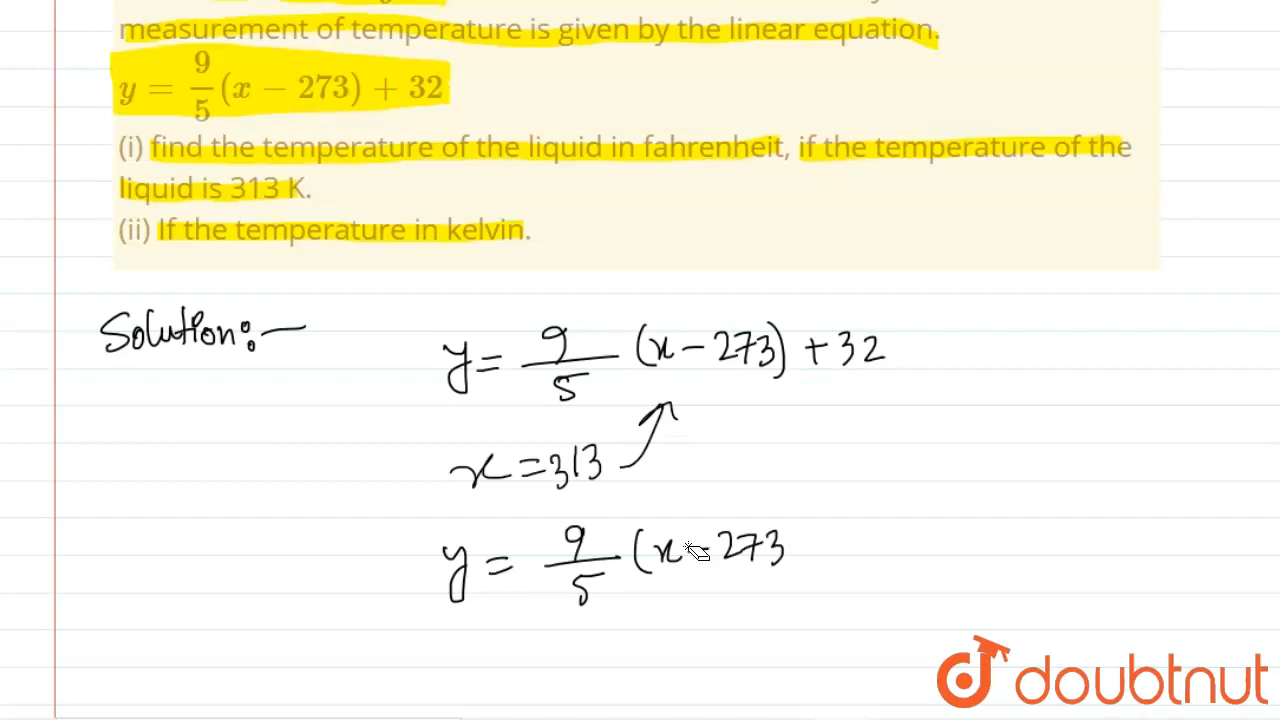 measurement of temperature is given by the linear equation.
y = 9/5 (x − 273) + 32
(i) find the temperature of the liquid in fahrenheit, if the temperature of the
liquid is 313 K.
(ii) If the temperature in kelvin.
Solution:—
y = 9/5 (x − 273) + 32
x = 313
y = 9/5 (x − 273
doubtnut